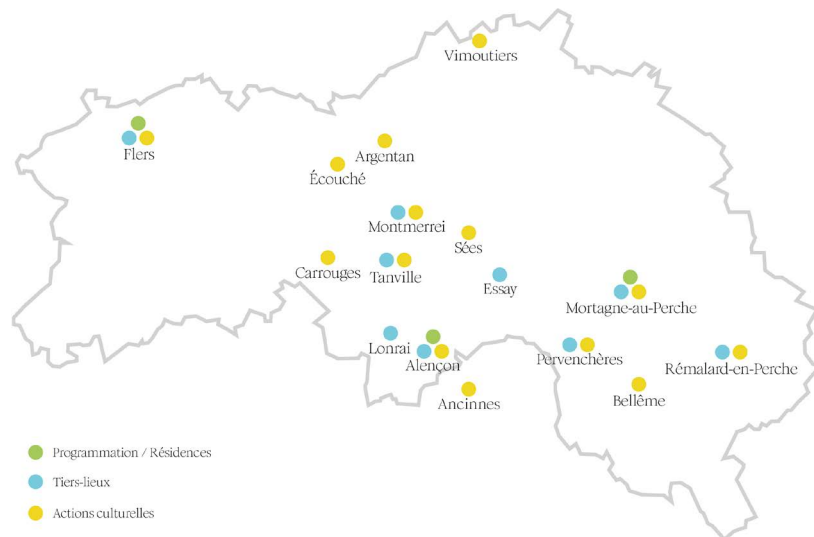 Vimoutiers
Flers
Argentan
Écouché
Montmerrei
Sées
Carrouges
Tanville
Essay
Mortagne-au-Perche
Lonrai
Alençon
Pervenchères
Rémalard-en-Perche
Bellême
Ancinnes
Programmation / Résidences
Tiers-lieux
Actions culturelles